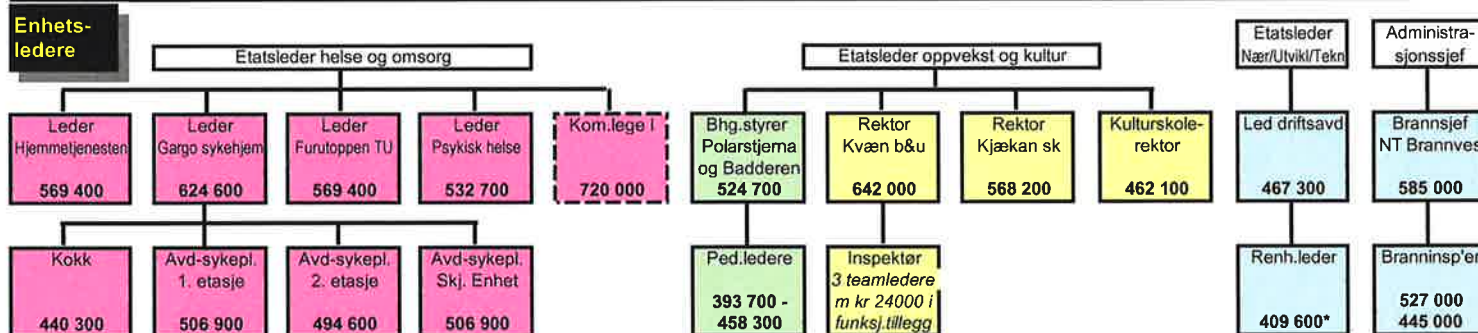 Enhets-
ledere
Etatsleder helse og omsorg
Etatsleder oppvekst og kultur
Etatsleder
Nær/Utvikl/Tekn
Administra-
sjonssjef
Leder
Hjemmetjenesten
569 400
Leder
Gargo sykehjem
624 600
Leder
Furutoppen TU
569 400
Leder
Psykisk helse
532 700
Kom.lege I
720 000
Bhg.styrer
Polarstjerna
og Badderen
524 700
Rektor
Kvæn b&u
642 000
Rektor
Kjækan sk
568 200
Kulturskole-
rektor
462 100
Led driftsavd
467 300
Brannsjef
NT Brannves
585 000
Kokk
440 300
Avd-sykepl.
1. etasje
506 900
Avd-sykepl.
2. etasje
494 600
Avd-sykepl.
Skj. Enhet
506 900
Ped.ledere
393 700 -
458 300
Inspektør
3 teamledere
m kr 24000 i
funksj.tillegg
Renh.leder
409 600*
Branninsp'er
527 000
445 000